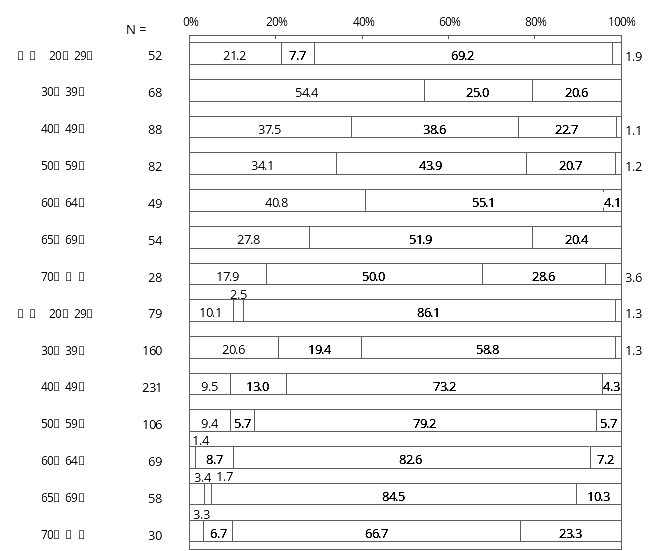 N = 0% 20% 40% 60% 80% 100%
20 29 52 21.2 7.7 69.2 1.9
30 39 68 54.4 25.0 20.6
40 49 88 37.5 38.6 22.7 1.1
50 59 82 34.1 43.9 20.7 1.2
60 64 49 40.8 55.1 4.1
65 69 54 27.8 51.9 20.4
70 28 17.9 50.0 28.6 3.6
2.5
20 29 79 10.1 86.1 1.3
30 39 160 20.6 19.4 58.8 1.3
40 49 231 9.5 13.0 73.2 4.3
50 59 106 9.4 5.7 79.2 5.7
1.4
60 64 69 8.7 82.6 7.2
3.4 1.7
65 69 58 84.5 10.3
3.3
70 30 6.7 66.7 23.3